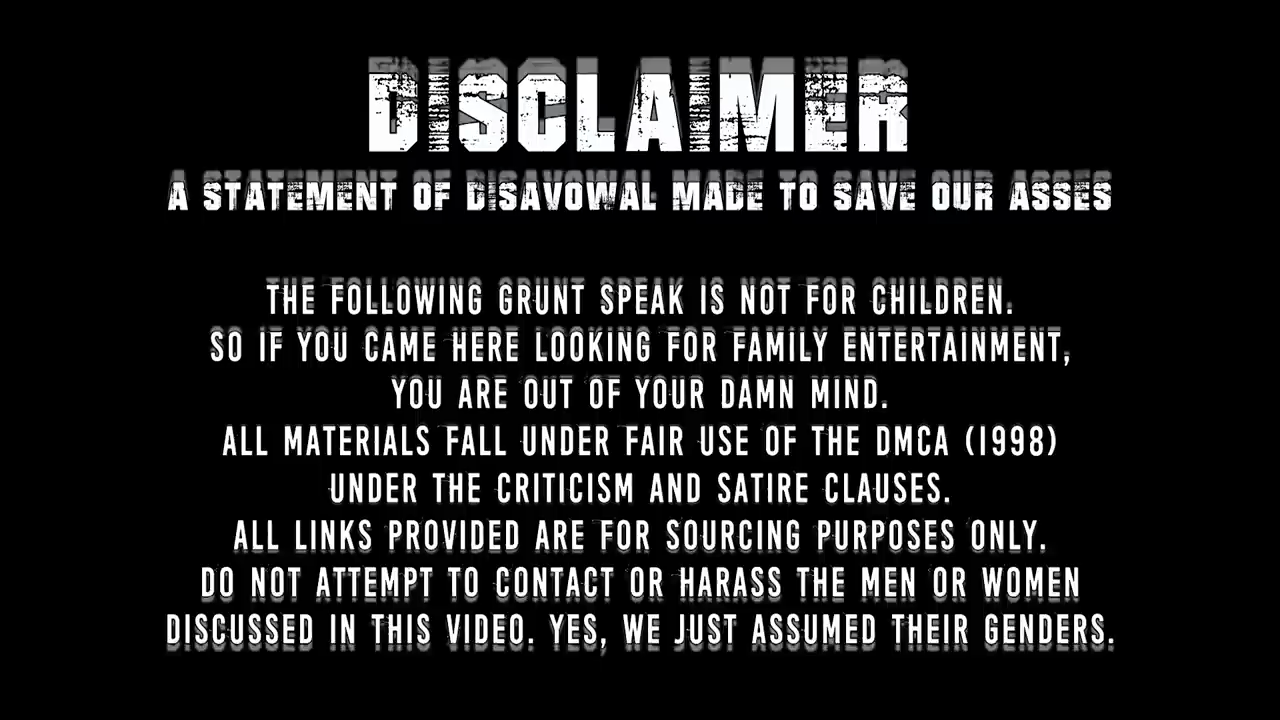 DISCLAIMER
A STATEMENT OF DISAVOWAL MADE TO SAVE OUR ASSES
THE FOLLOWING GRUNT SPEAK IS NOT FOR CHILDREN.
SO IF YOU CAME HERE LOOKING FOR FAMILY ENTERTAINMENT,
YOU ARE OUT OF YOUR DAMN MIND.
ALL MATERIALS FALL UNDER FAIR USE OF THE DMCA (1998)
UNDER THE CRITICISM AND SATIRE CLAUSES.
ALL LINKS PROVIDED ARE FOR SOURCING PURPOSES ONLY.
DO NOT ATTEMPT TO CONTACT OR HARASS THE MEN OR WOMEN
DISCUSSED IN THIS VIDEO. YES, WE JUST ASSUMED THEIR GENDERS.